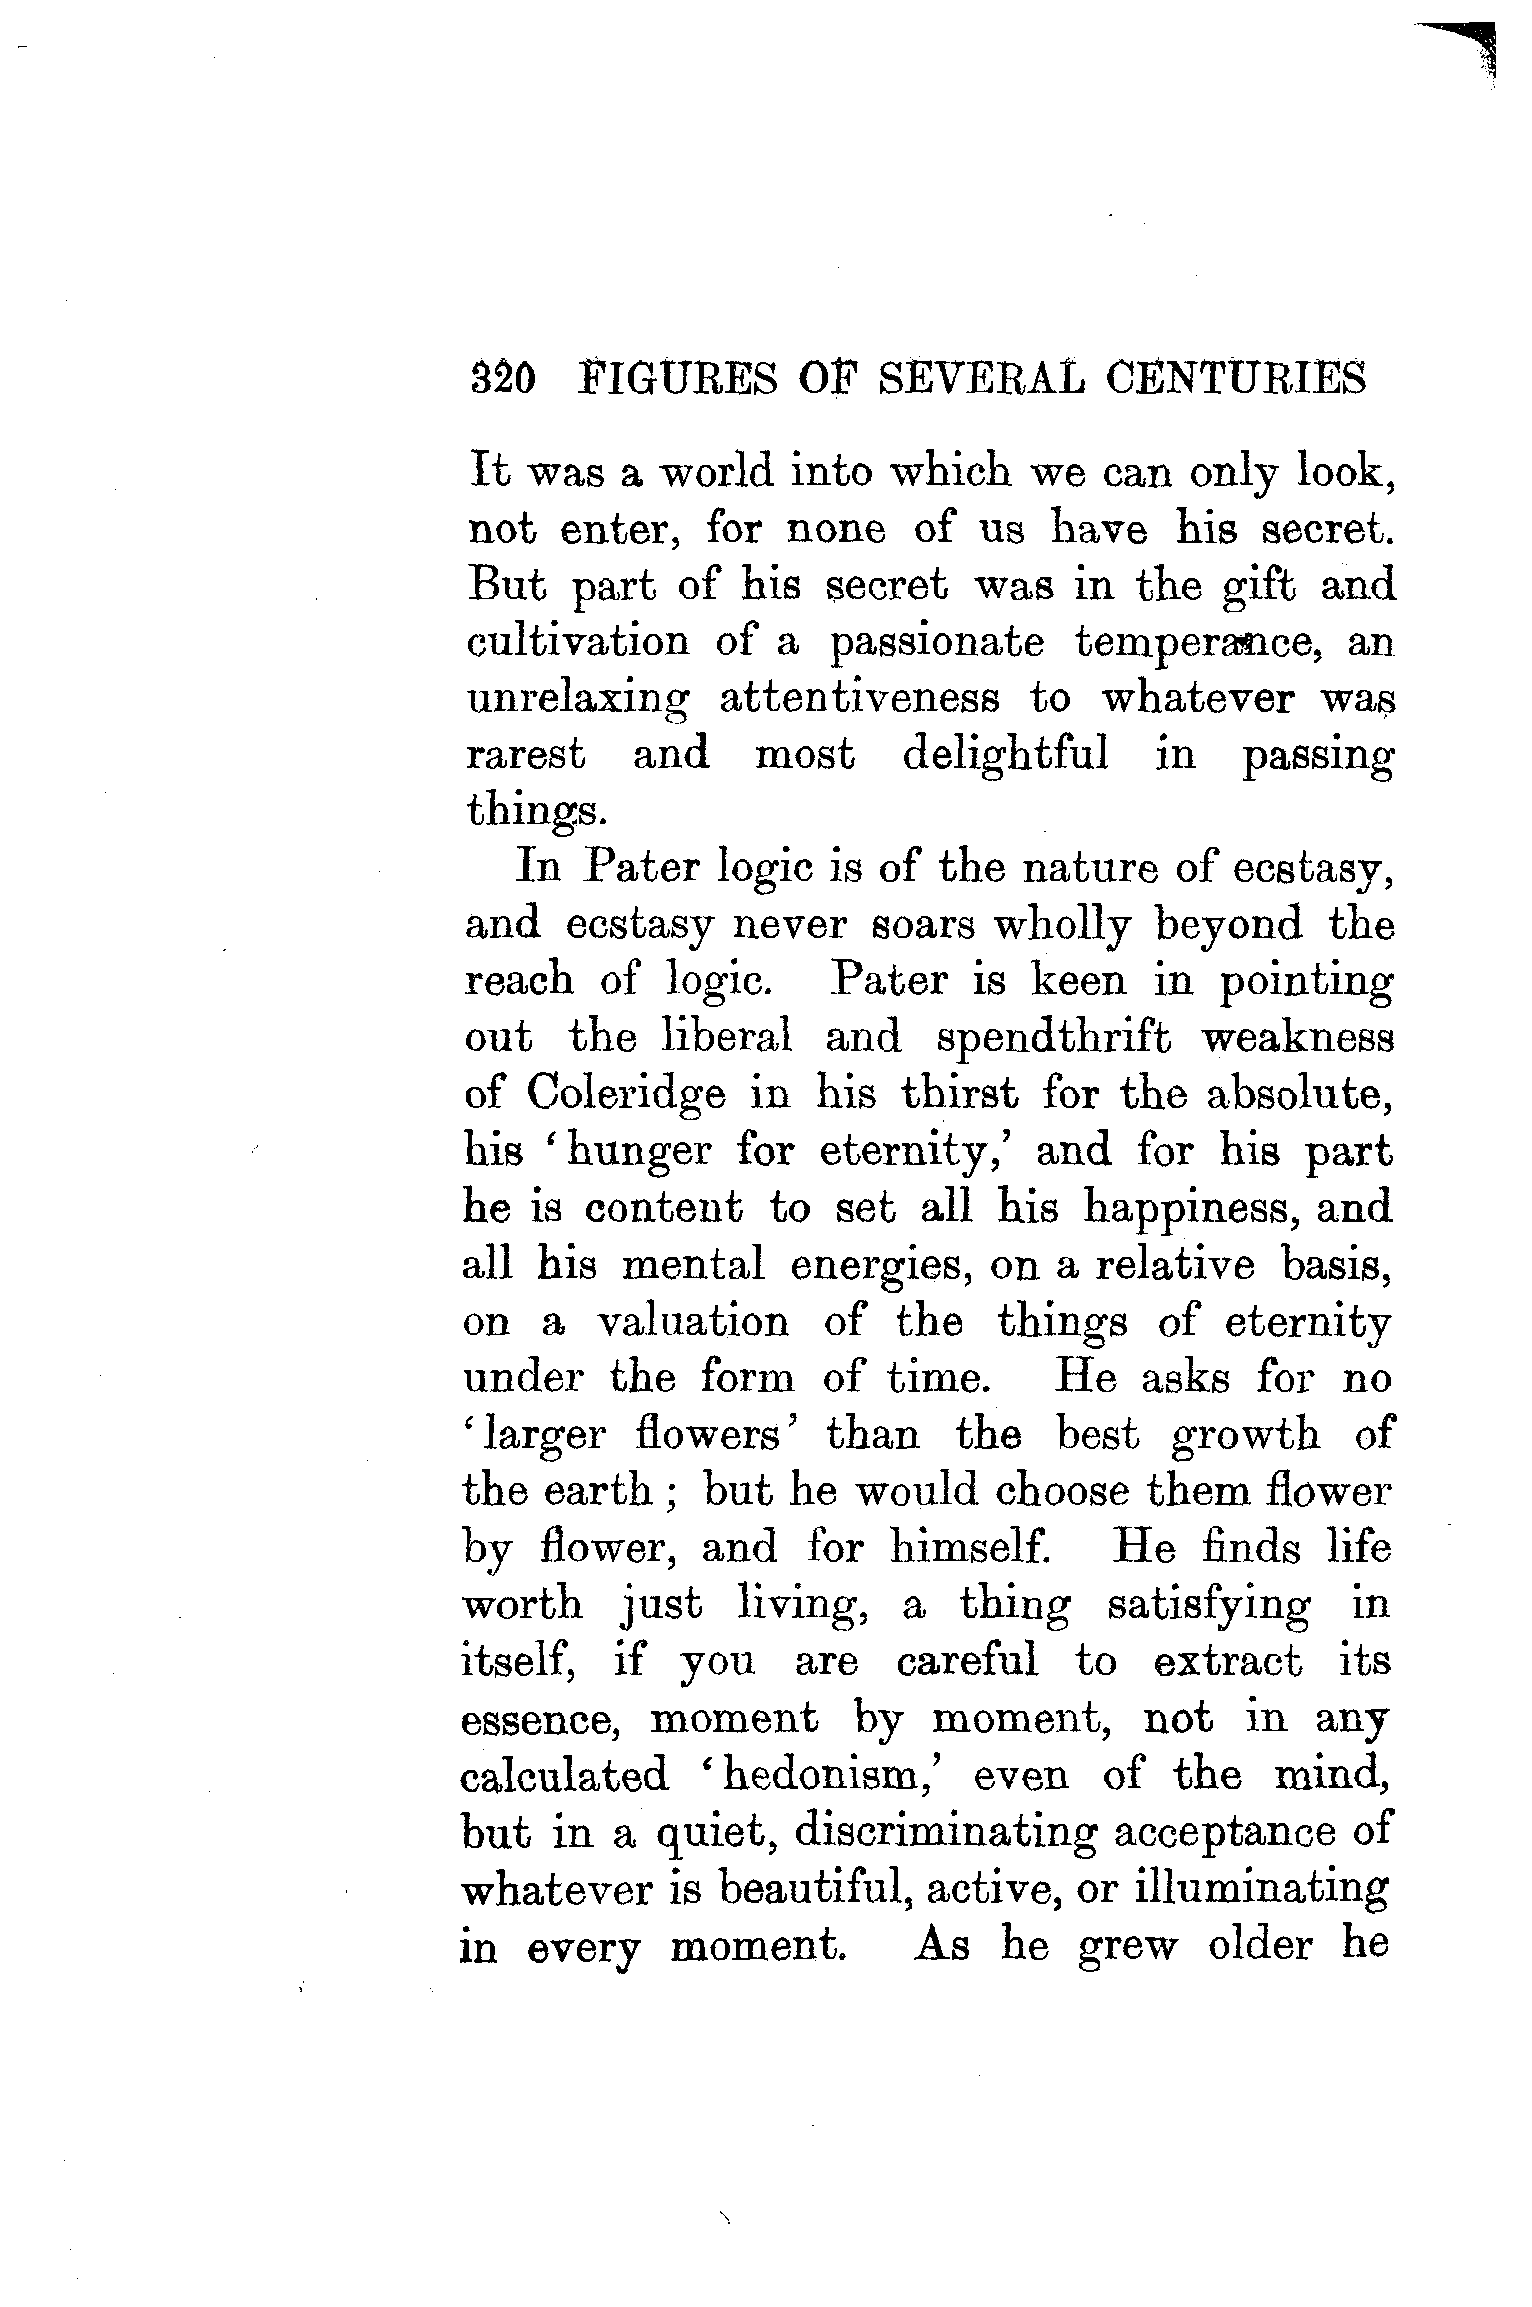 320 FIGURES OF SEVERAL CENTURIES
It was a world into which we can only look,
not enter, for none of us have his secret.
But part of his secret was in the gift and
cultivation of a passionate temperance, an
unrelaxing attentiveness to whatever was
rarest and most delightful in passing
things.
In Pater logic is of the nature of ecstasy,
and ecstasy never soars wholly beyond the
reach of logic. Pater is keen in pointing
out the liberal and spendthrift weakness
of Coleridge in his thirst for the absolute,
his ‘hunger for eternity,’ and for his part
he is content to set all his happiness, and
all his mental energies, on a relative basis,
on a valuation of the things of eternity
under the form of time. He asks for no
‘larger flowers’ than the best growth of
the earth ; but he would choose them flower
by flower, and for himself. He finds life
worth just living, a thing satisfying in
itself, if you are careful to extract its
essence, moment by moment, not in any
calculated ‘hedonism,’ even of the mind,
but in a quiet, discriminating acceptance of
whatever is beautiful, active, or illuminating
in every moment. As he grew older he